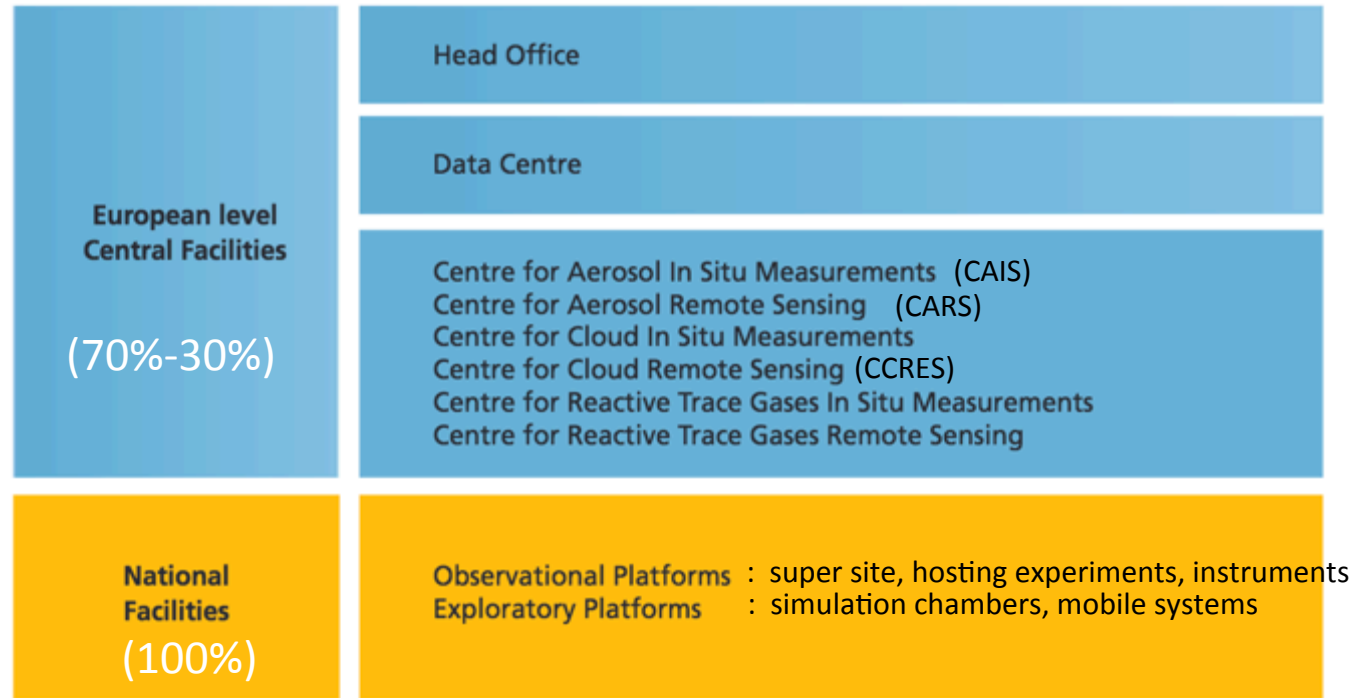 European level
Central Facilities
(70%-30%)
Head Office
Data Centre
Centre for Aerosol In Situ Measurements (CAIS)
Centre for Aerosol Remote Sensing (CARS)
Centre for Cloud In Situ Measurements
Centre for Cloud Remote Sensing (CCRES)
Centre for Reactive Trace Gases In Situ Measurements
Centre for Reactive Trace Gases Remote Sensing
National
Facilities
(100%)
Observational Platforms : super site, hosting experiments, instruments
Exploratory Platforms : simulation chambers, mobile systems